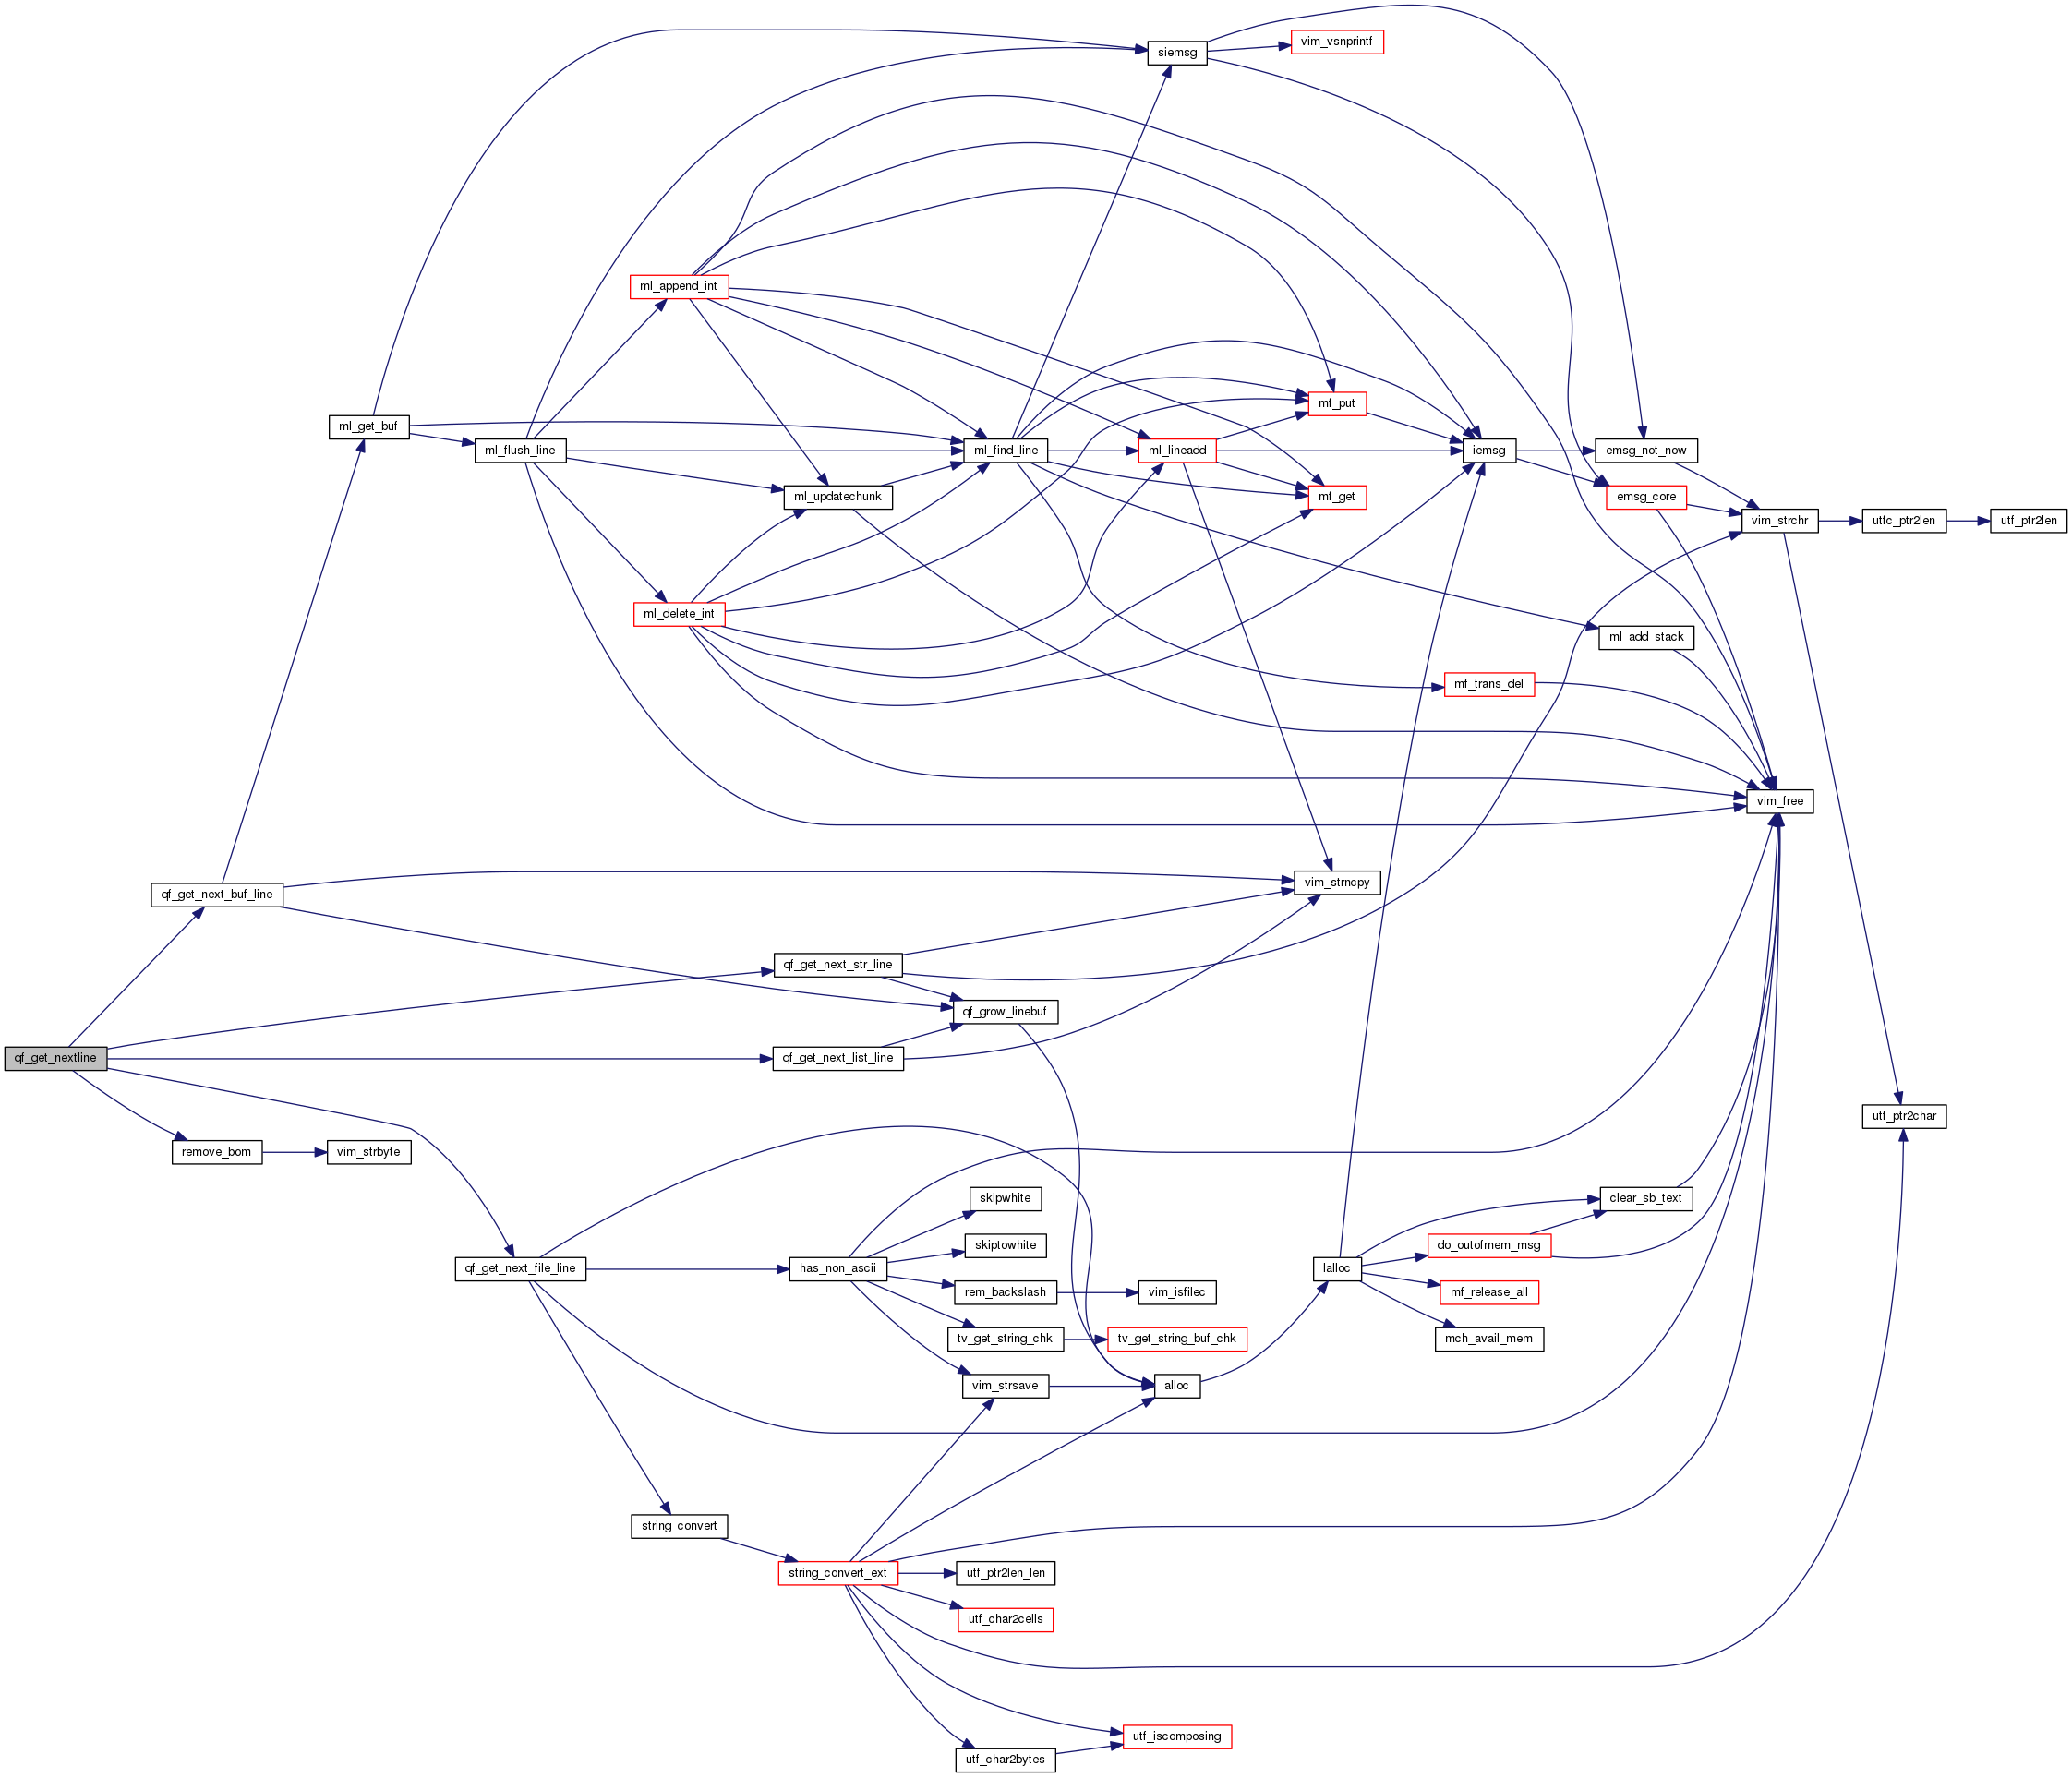 vim_vsnprintf
siemsg
ml_append_int
mf_put
ml_get_buf
ml_flush_line
ml_find_line
ml_lineadd
iemsg
emsg_not_now
ml_updatechunk
mf_get
emsg_core
vim_strchr
utfc_ptr2len
utf_ptr2len
ml_delete_int
ml_add_stack
mf_trans_del
vim_free
qf_get_next_buf_line
vim_strncpy
qf_get_next_str_line
qf_grow_linebuf
qf_get_nextline
qf_get_next_list_line
utf_ptr2char
remove_bom
vim_strbyte
skipwhite
clear_sb_text
skiptowhite
do_outofmem_msg
qf_get_next_file_line
has_non_ascii
lalloc
rem_backslash
vim_isfilec
mf_release_all
tv_get_string_chk
tv_get_string_buf_chk
mch_avail_mem
vim_strsave
alloc
string_convert
string_convert_ext
utf_ptr2len_len
utf_char2cells
utf_iscomposing
utf_char2bytes